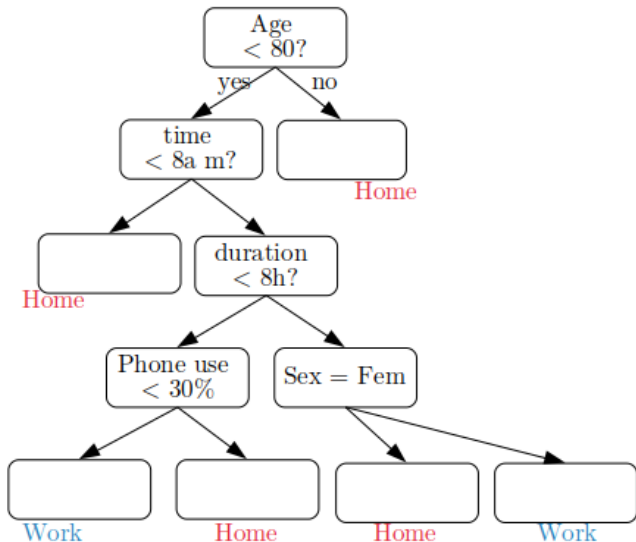 Age
< 80?
yes
no
time
< 8a m?
Home
Home
duration
< 8h?
Phone use
< 30%
Sex = Fem
Work
Home
Home
Work